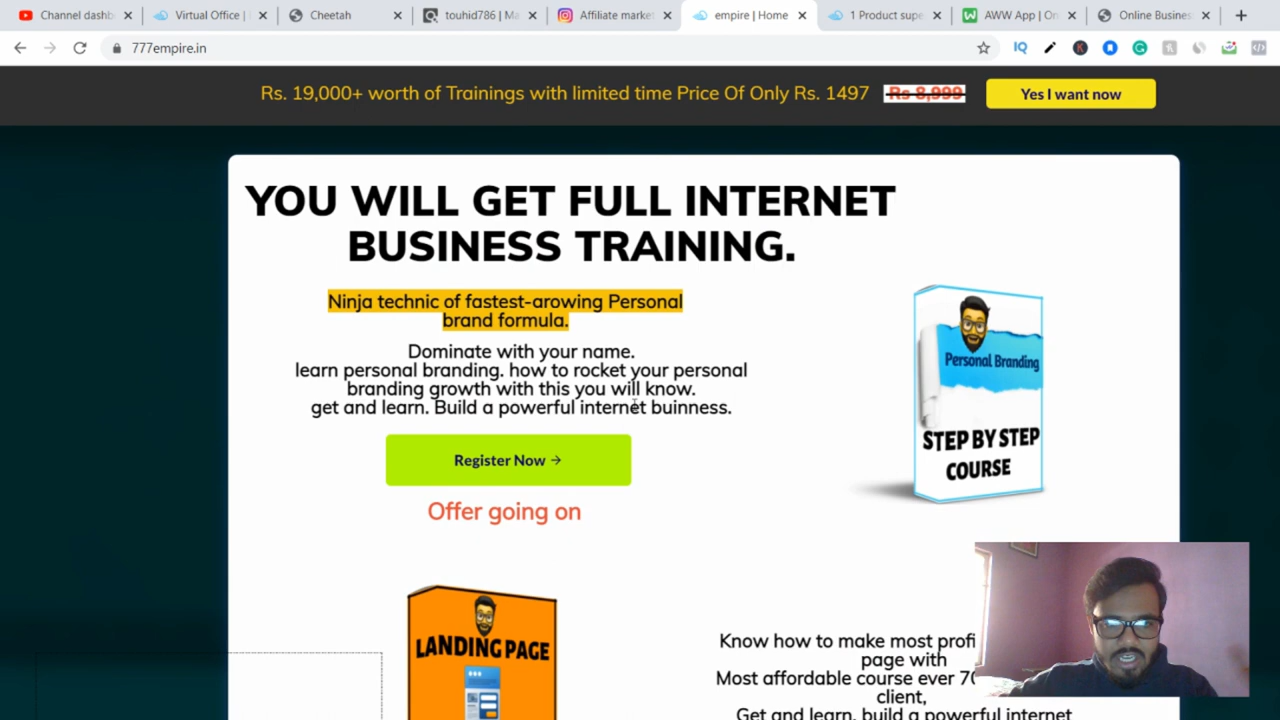 Channel dashb
Virtual Office |
Cheetah
touhid786 | Ma
Affiliate market
empire | Home
1 Product supe
AWW App | On
Online Busines
777empire.in
Rs. 19,000+ worth of Trainings with limited time Price Of Only Rs. 1497 Rs 8,999
Yes I want now
YOU WILL GET FULL INTERNET
BUSINESS TRAINING.
Ninja technic of fastest-arowing Personal
brand formula.
Dominate with your name.
learn personal branding. how to rocket your personal
branding growth with this you will know.
get and learn. Build a powerful internet buinness.
Register Now →
Offer going on
Personal Branding
STEP BY STEP
COURSE
LANDING PAGE
Know how to make most profi
page with
Most affordable course ever 70
client,
Get and learn, build a powerful internet